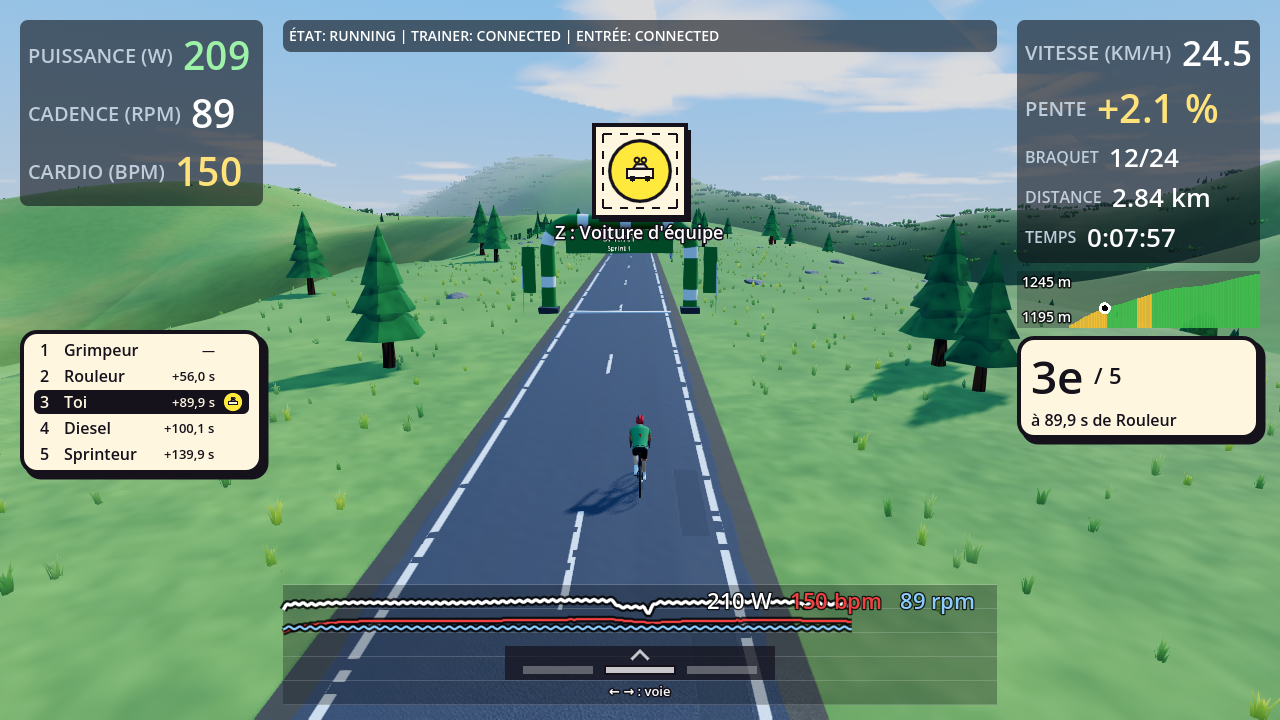 PUISSANCE (W) 209
CADENCE (RPM) 89
CARDIO (BPM) 150
ÉTAT: RUNNING | TRAINER: CONNECTED | ENTRÉE: CONNECTED
VITESSE (KM/H) 24.5
PENTE +2.1 %
BRAQUET 12/24
DISTANCE 2.84 km
TEMPS 0:07:57
1245 m
1195 m
Z : Voiture d'équipe
Sprint 1
1 Grimpeur —
2 Rouleur +56,0 s
3 Toi +89,9 s
4 Diesel +100,1 s
5 Sprinteur +139,9 s
3e / 5
à 89,9 s de Rouleur
210 W 150 bpm 89 rpm
← → : voie